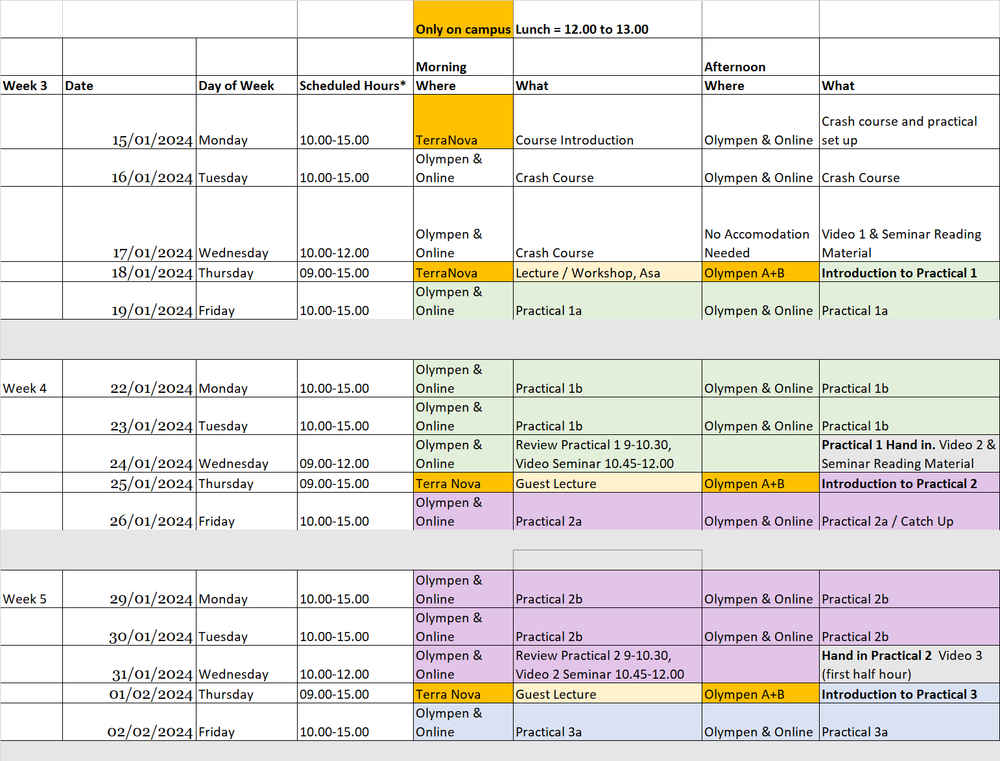 Only on campus Lunch = 12.00 to 13.00
Morning Afternoon
Week 3 Date Day of Week Scheduled Hours* Where What Where What
15/01/2024 Monday 10.00-15.00 TerraNova Course Introduction Olympen & Online Crash course and practical
set up
16/01/2024 Tuesday 10.00-15.00 Olympen &
Online Crash Course Olympen & Online Crash Course
17/01/2024 Wednesday 10.00-12.00 Olympen &
Online Crash Course No Accomodation
Needed Video 1 & Seminar Reading
Material
18/01/2024 Thursday 09.00-15.00 TerraNova Lecture / Workshop, Asa Olympen A+B Introduction to Practical 1
19/01/2024 Friday 10.00-15.00 Olympen &
Online Practical 1a Olympen & Online Practical 1a
Week 4 22/01/2024 Monday 10.00-15.00 Olympen &
Online Practical 1b Olympen & Online Practical 1b
23/01/2024 Tuesday 10.00-15.00 Olympen &
Online Practical 1b Olympen & Online Practical 1b
24/01/2024 Wednesday 09.00-12.00 Olympen &
Online Review Practical 1 9-10.30,
Video Seminar 10.45-12.00 Practical 1 Hand in. Video 2 &
Seminar Reading Material
25/01/2024 Thursday 09.00-15.00 Terra Nova Guest Lecture Olympen A+B Introduction to Practical 2
26/01/2024 Friday 10.00-15.00 Olympen &
Online Practical 2a Olympen & Online Practical 2a / Catch Up
Week 5 29/01/2024 Monday 10.00-15.00 Olympen &
Online Practical 2b Olympen & Online Practical 2b
30/01/2024 Tuesday 10.00-15.00 Olympen &
Online Practical 2b Olympen & Online Practical 2b
31/01/2024 Wednesday 10.00-12.00 Olympen &
Online Review Practical 2 9-10.30,
Video 2 Seminar 10.45-12.00 Hand in Practical 2 Video 3
(first half hour)
01/02/2024 Thursday 09.00-15.00 Terra Nova Guest Lecture Olympen A+B Introduction to Practical 3
02/02/2024 Friday 10.00-15.00 Olympen &
Online Practical 3a Olympen & Online Practical 3a